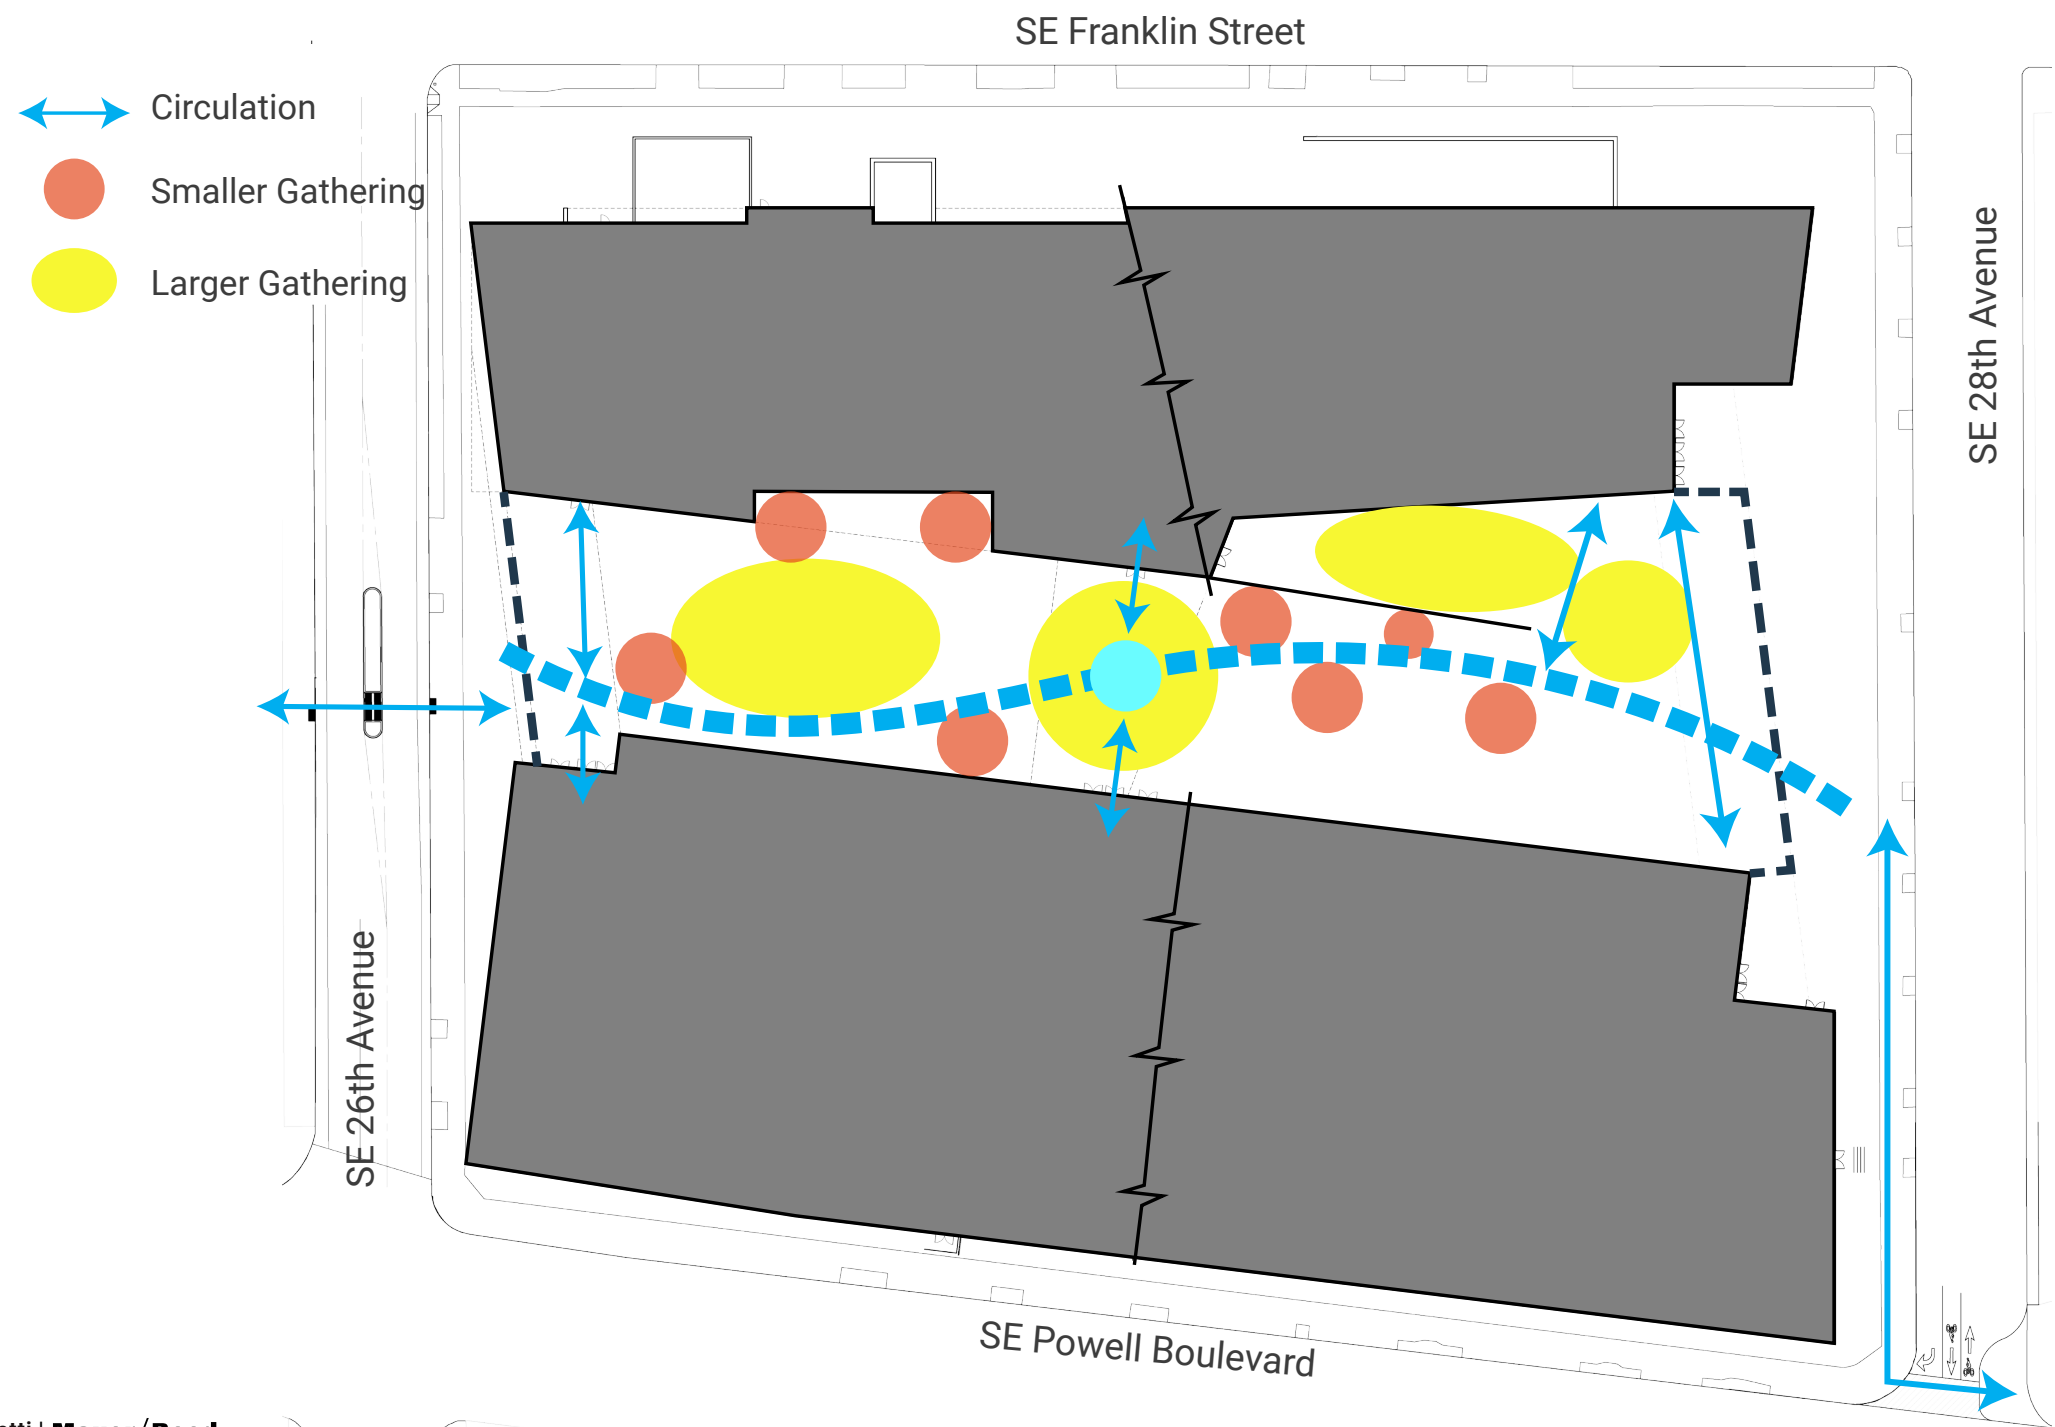 SE Franklin Street
Circulation
Smaller Gathering
Larger Gathering
SE 28th Avenue
SE 26th Avenue
SE Powell Boulevard